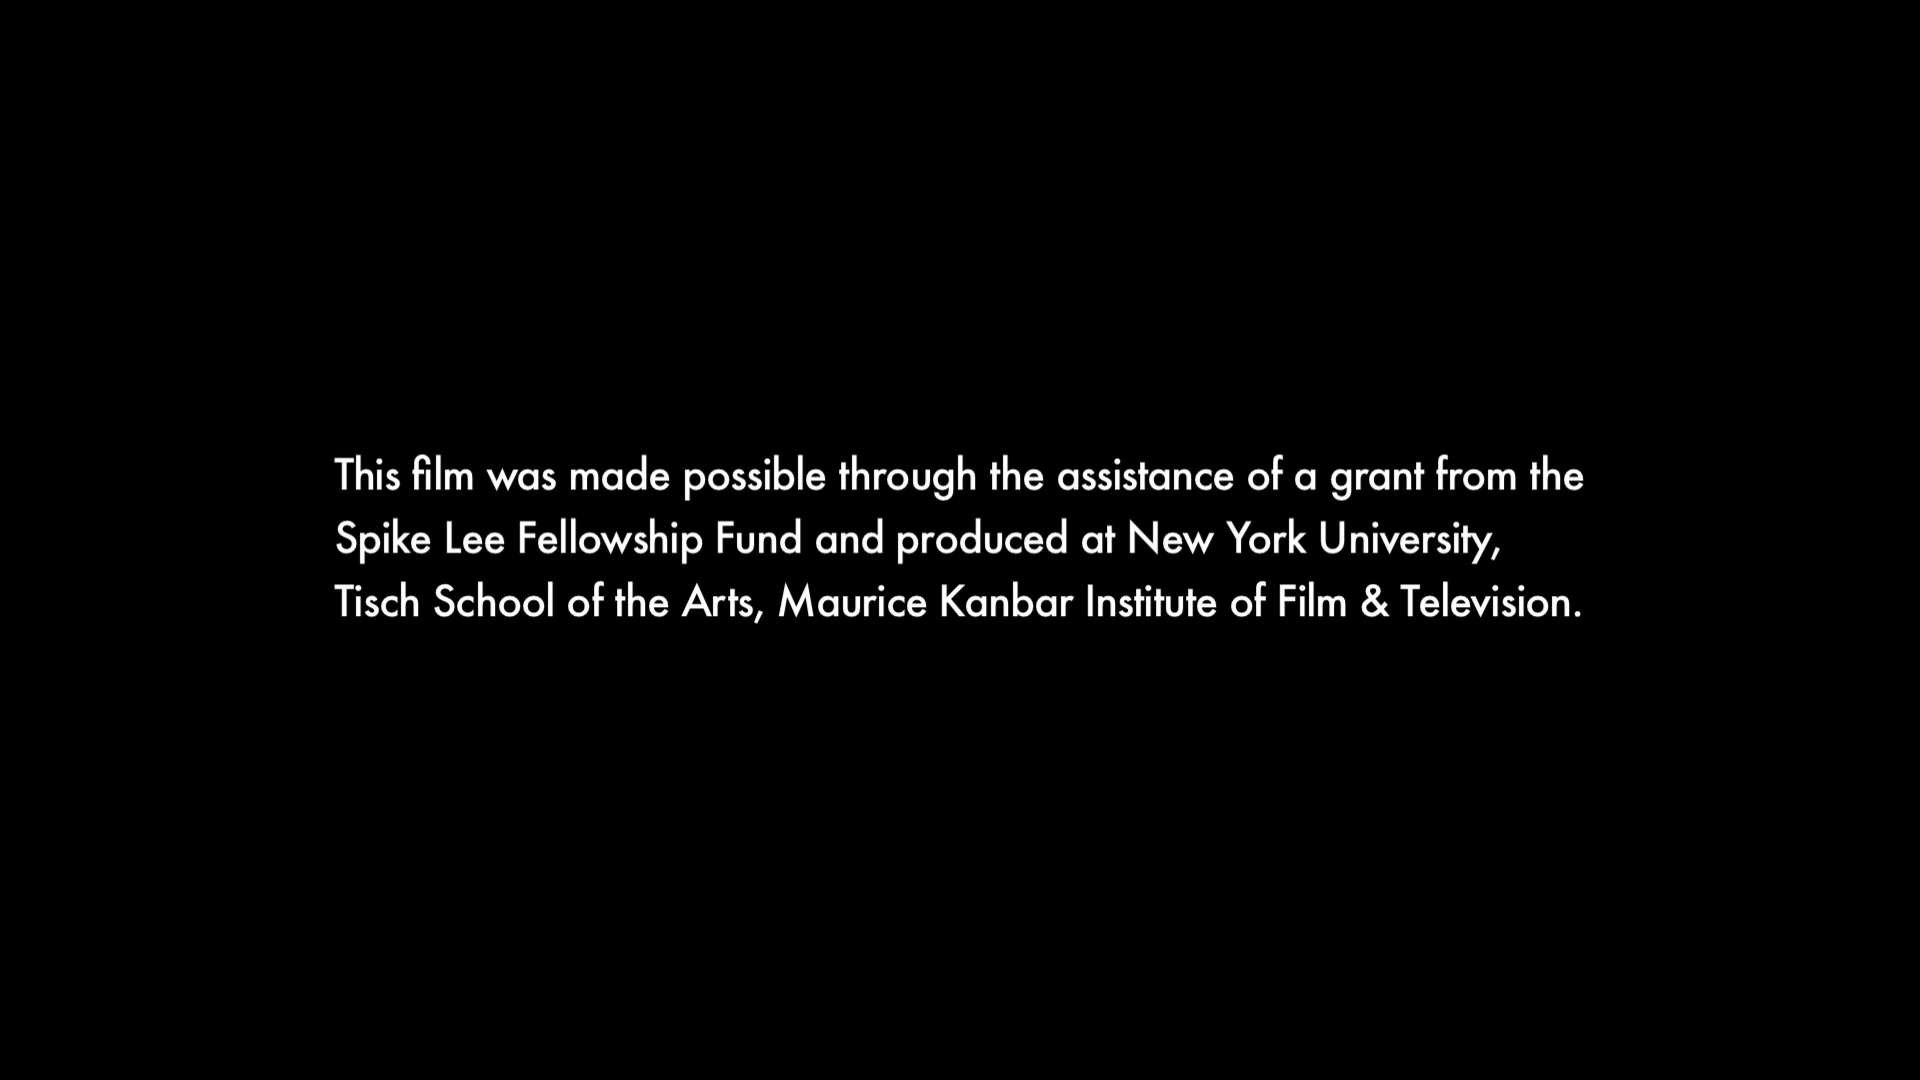 This film was made possible through the assistance of a grant from the
Spike Lee Fellowship Fund and produced at New York University,
Tisch School of the Arts, Maurice Kanbar Institute of Film & Television.